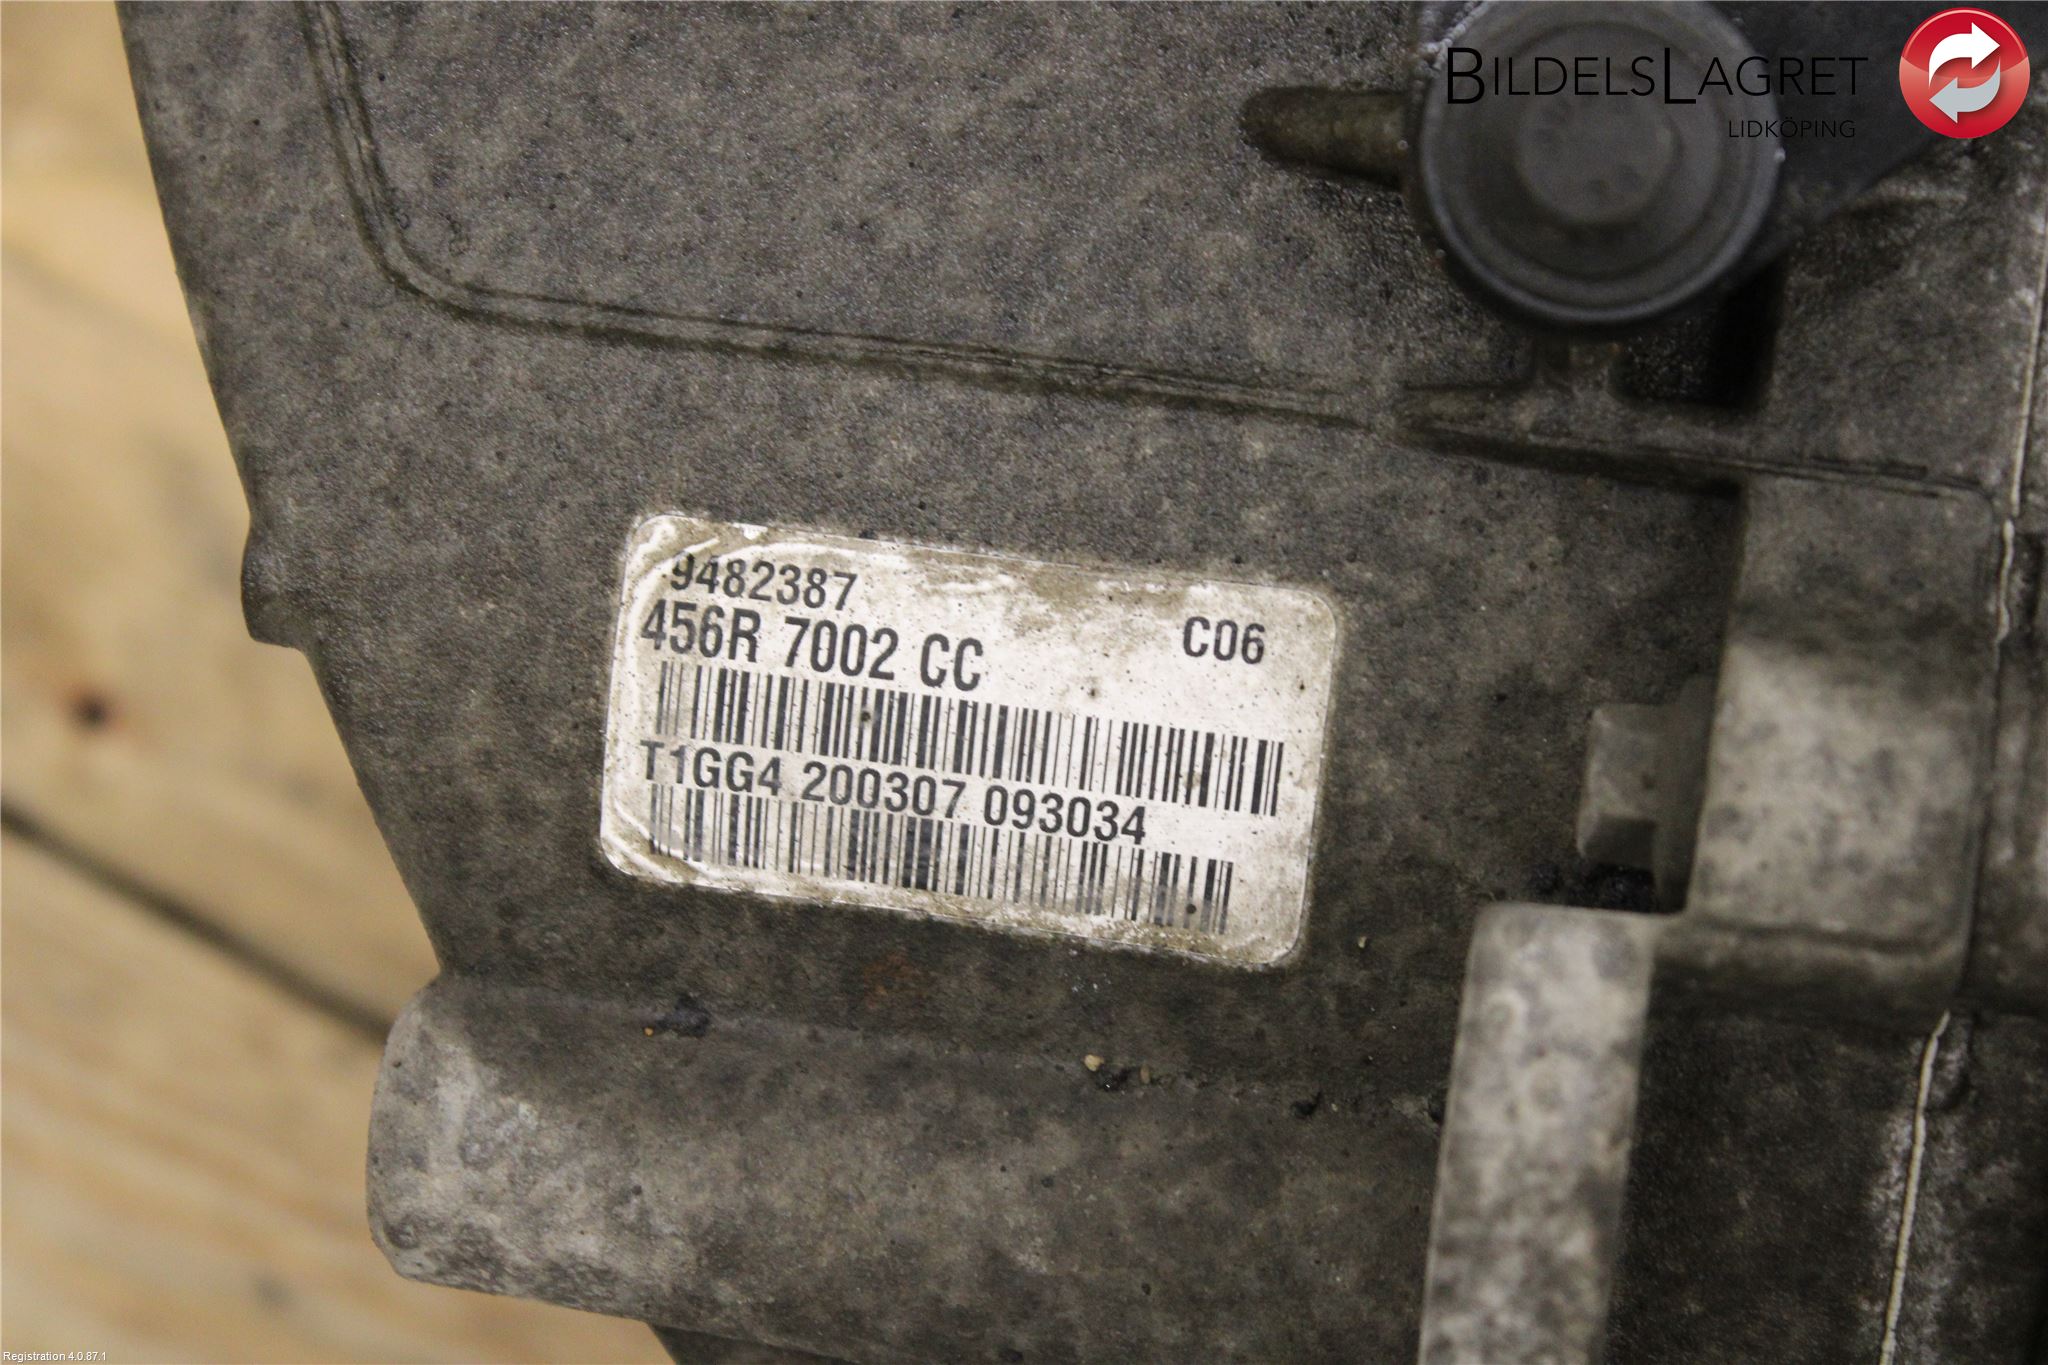 BILDELSLAGRET
LIDKÖPING
9482387
456R 7002 CC
C06
T1GG4 200307 093034
Registration 4.0.87.1